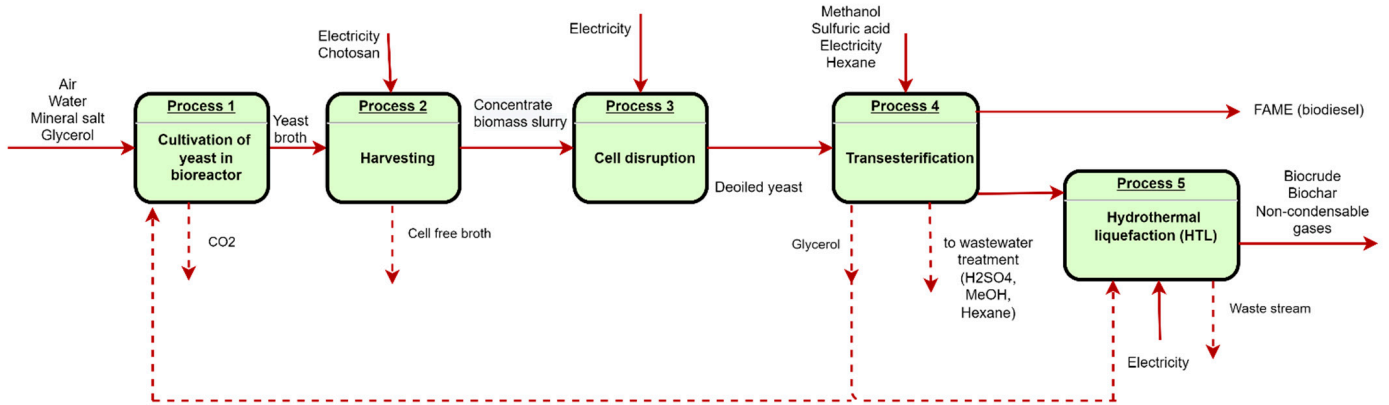 Air
Water
Mineral salt
Glycerol
Process 1
Cultivation of
yeast in
bioreactor
CO2
Yeast
broth
Electricity
Chotosan
Process 2
Harvesting
Cell free broth
Concentrate
biomass slurry
Electricity
Process 3
Cell disruption
Deoiled yeast
Methanol
Sulfuric acid
Electricity
Hexane
Process 4
Transesterification
Glycerol
to wastewater
treatment
(H2SO4,
MeOH,
Hexane)
FAME (biodiesel)
Process 5
Hydrothermal
liquefaction (HTL)
Electricity
Waste stream
Biocrude
Biochar
Non-condensable
gases